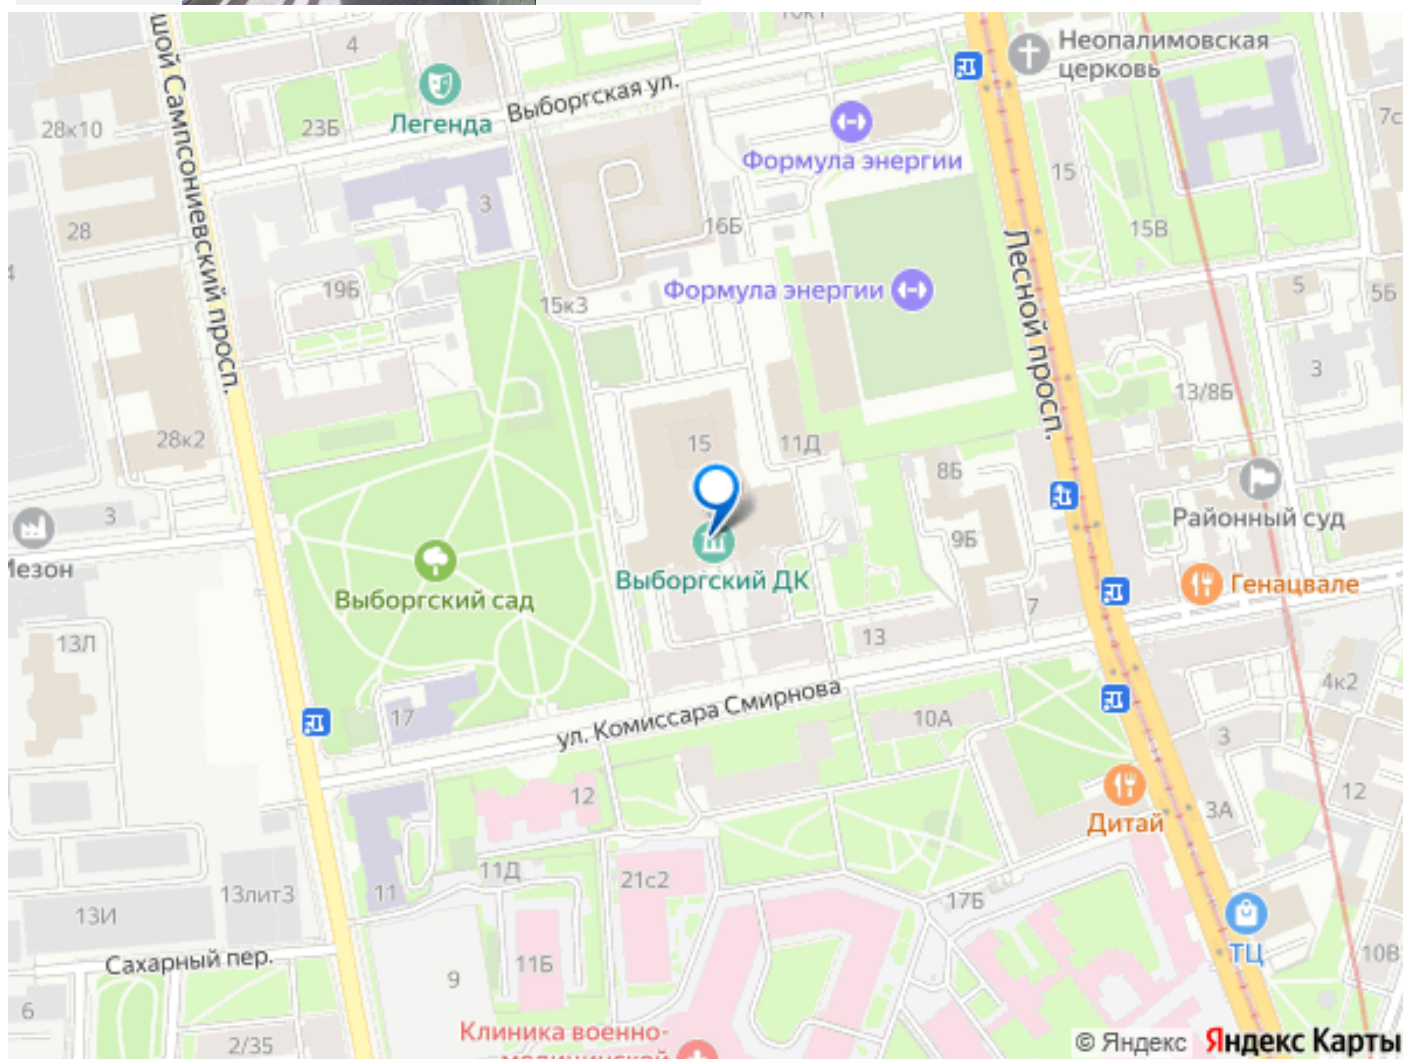 4
Неопалимовская
церковь
Легенда
Выборгская ул.
28к10
23Б
Формула энергии
15
3
16Б
15В
28
шой Сампсониевский просп.
Лесной просп.
19Б
15к3
Формула энергии
5
5Б
3
13/8Б
28к2
15
11Д
8Б
3
Районный суд
9Б
Выборгский сад
Выборгский ДК
Генацвале
7
13Л
13
4к2
17
ул. Комиссара Смирнова
10А
3
12
12
3А
Дитай
11Д
21с2
11
13лит3
13И
17Б
ТЦ
Сахарный пер.
11Б
9
10В
6
Клиника военно-
2/35
© Яндекс Яндекс Карты